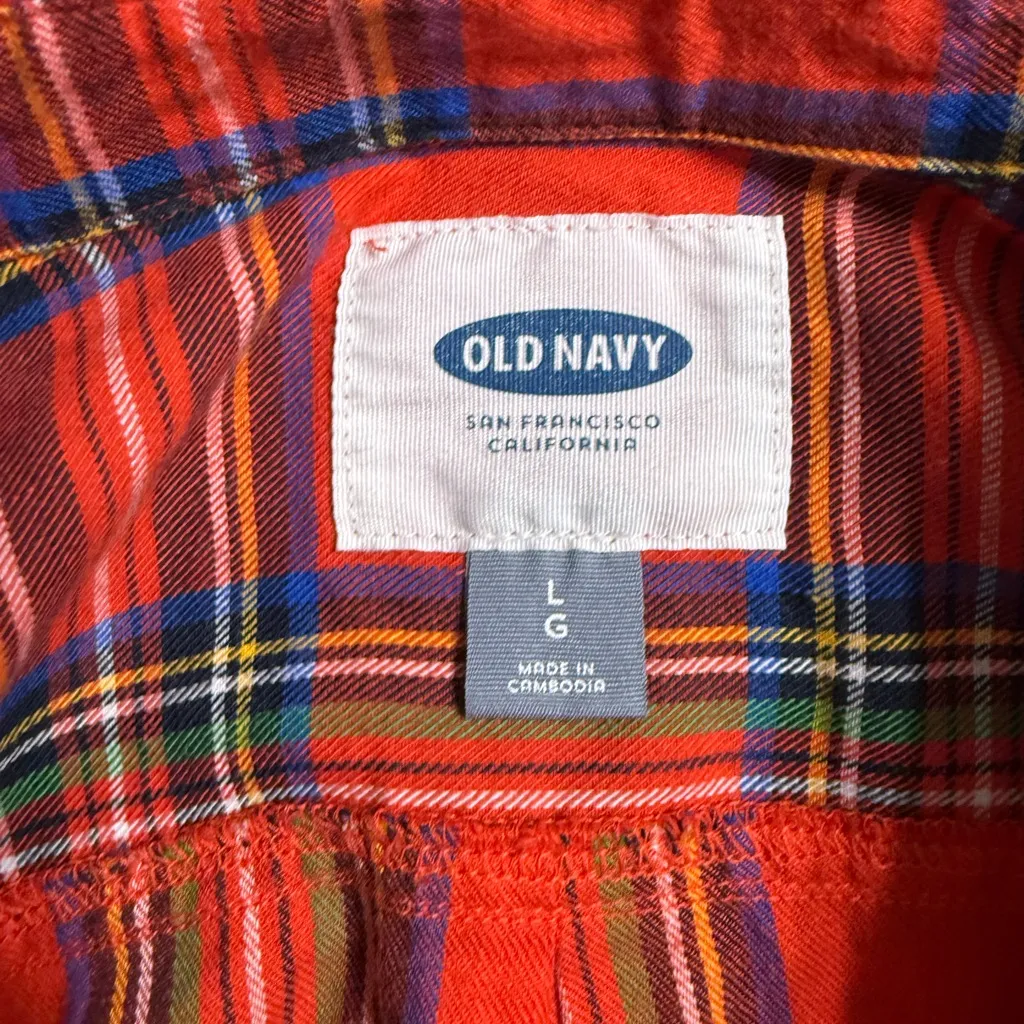 OLD NAVY
SAN FRANCISCO
CALIFORNIA
L
G
MADE IN
CAMBODIA